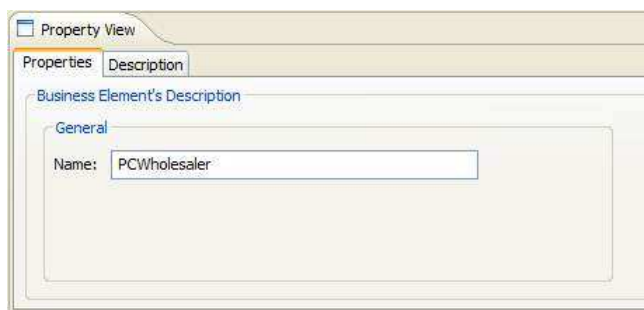 Property View
Properties Description
Business Element's Description
General
Name: PCWholesaler